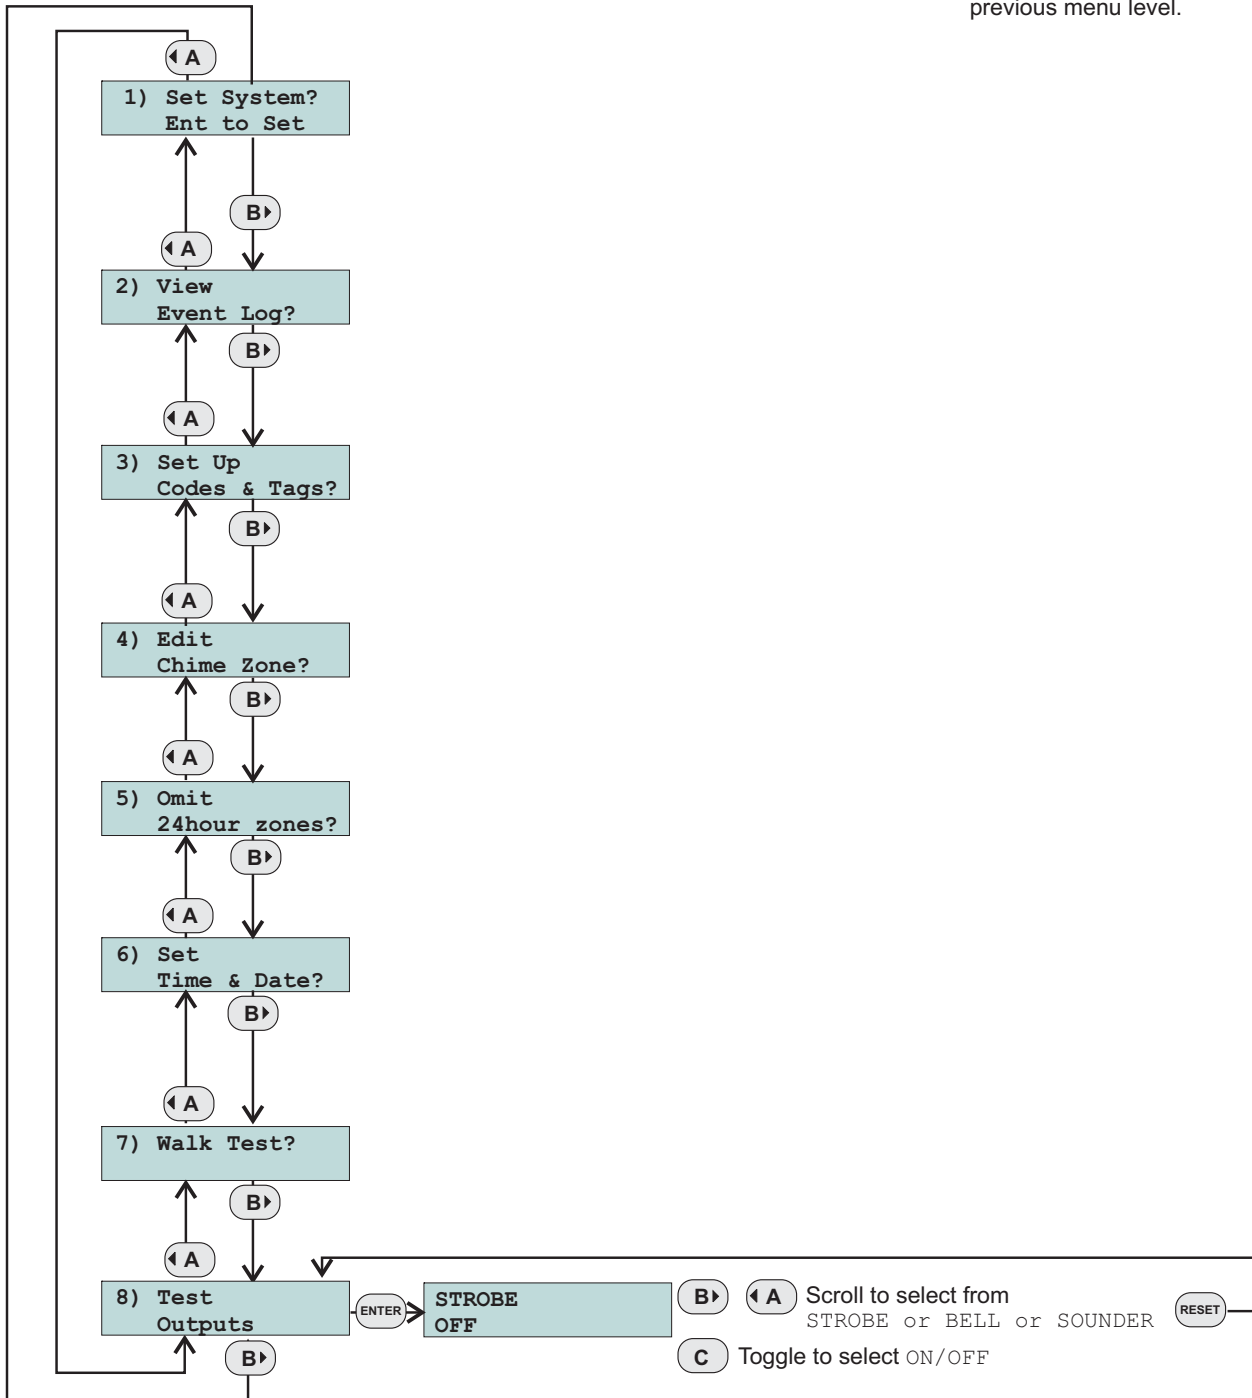 previous menu level.
A
1) Set System?
Ent to Set
B
A
2) View
Event Log?
B
A
3) Set Up
Codes & Tags?
B
A
4) Edit
Chime Zone?
B
A
5) Omit
24hour zones?
B
A
6) Set
Time & Date?
B
A
7) Walk Test?
B
A
8) Test
Outputs
ENTER
STROBE
OFF
B A Scroll to select from
STROBE or BELL or SOUNDER
RESET
C Toggle to select ON/OFF
B